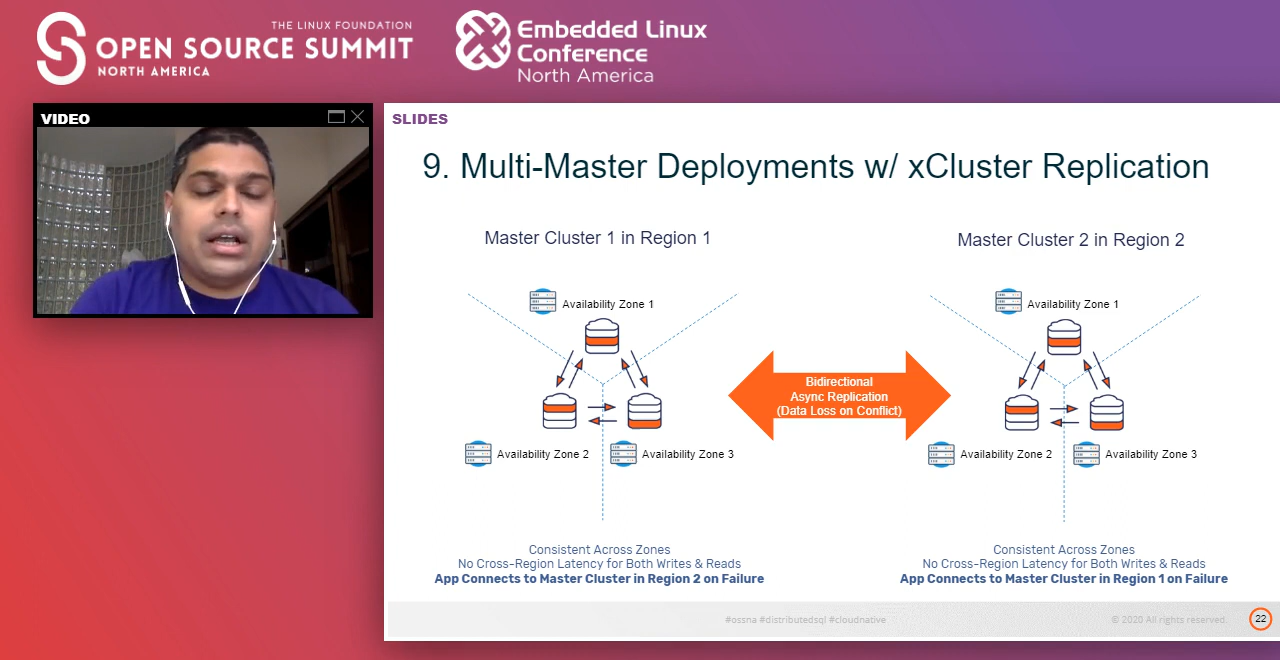 THE LINUX FOUNDATION
OPEN SOURCE SUMMIT
NORTH AMERICA
Embedded Linux
Conference
North America
VIDEO
SLIDES
9. Multi-Master Deployments w/ xCluster Replication
Master Cluster 1 in Region 1
Master Cluster 2 in Region 2
Availability Zone 1
Availability Zone 1
Bidirectional
Async Replication
(Data Loss on Conflict)
Availability Zone 2
Availability Zone 3
Availability Zone 2
Availability Zone 3
Consistent Across Zones
No Cross-Region Latency for Both Writes & Reads
App Connects to Master Cluster in Region 2 on Failure
Consistent Across Zones
No Cross-Region Latency for Both Writes & Reads
App Connects to Master Cluster in Region 1 on Failure
#ossna #distributedsql #cloudnative
© 2020 All rights reserved.
22